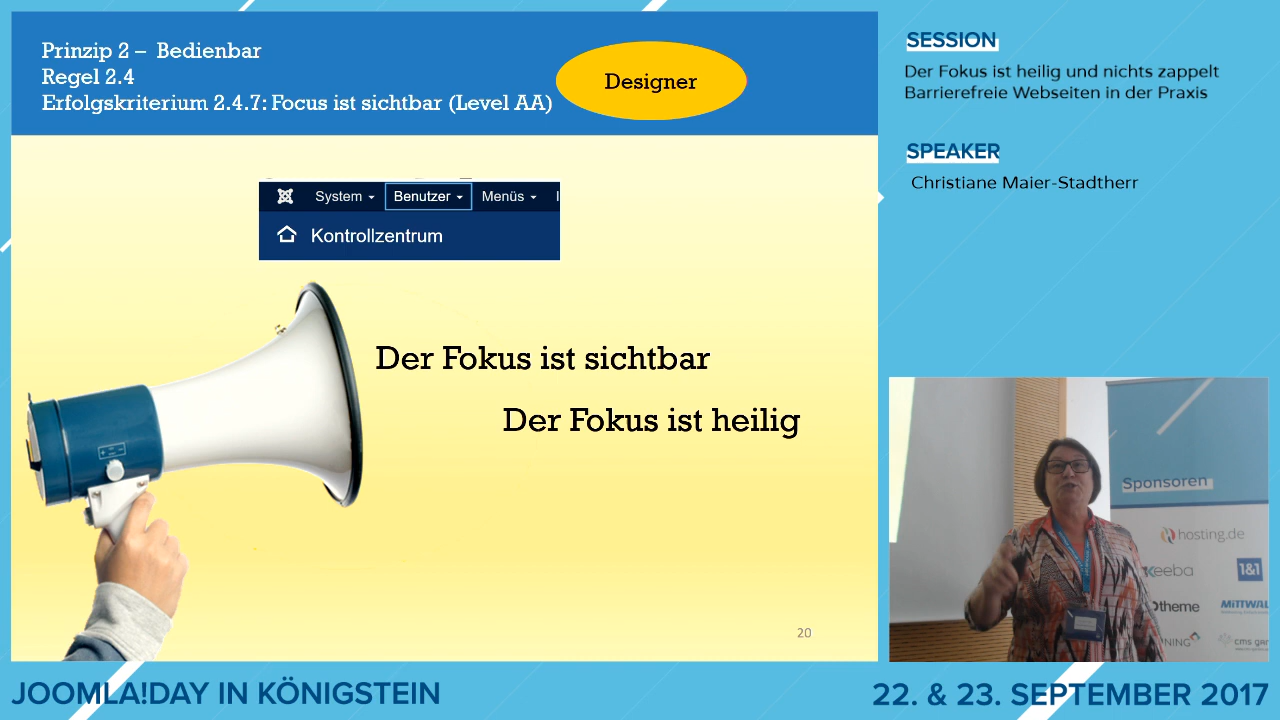 Prinzip 2 – Bedienbar
Regel 2.4
Erfolgskriterium 2.4.7: Focus ist sichtbar (Level AA)
Designer
System
Benutzer
Menüs
Kontrollzentrum
Der Fokus ist sichtbar
Der Fokus ist heilig
20
SESSION
Der Fokus ist heilig und nichts zappelt
Barrierefreie Webseiten in der Praxis
SPEAKER
Christiane Maier-Stadtherr
Sponsoren
hosting.de
keeba
1&1
theme
MITTWAL
NING
cms gar
JOOMLA!DAY IN KÖNIGSTEIN
22. & 23. SEPTEMBER 2017